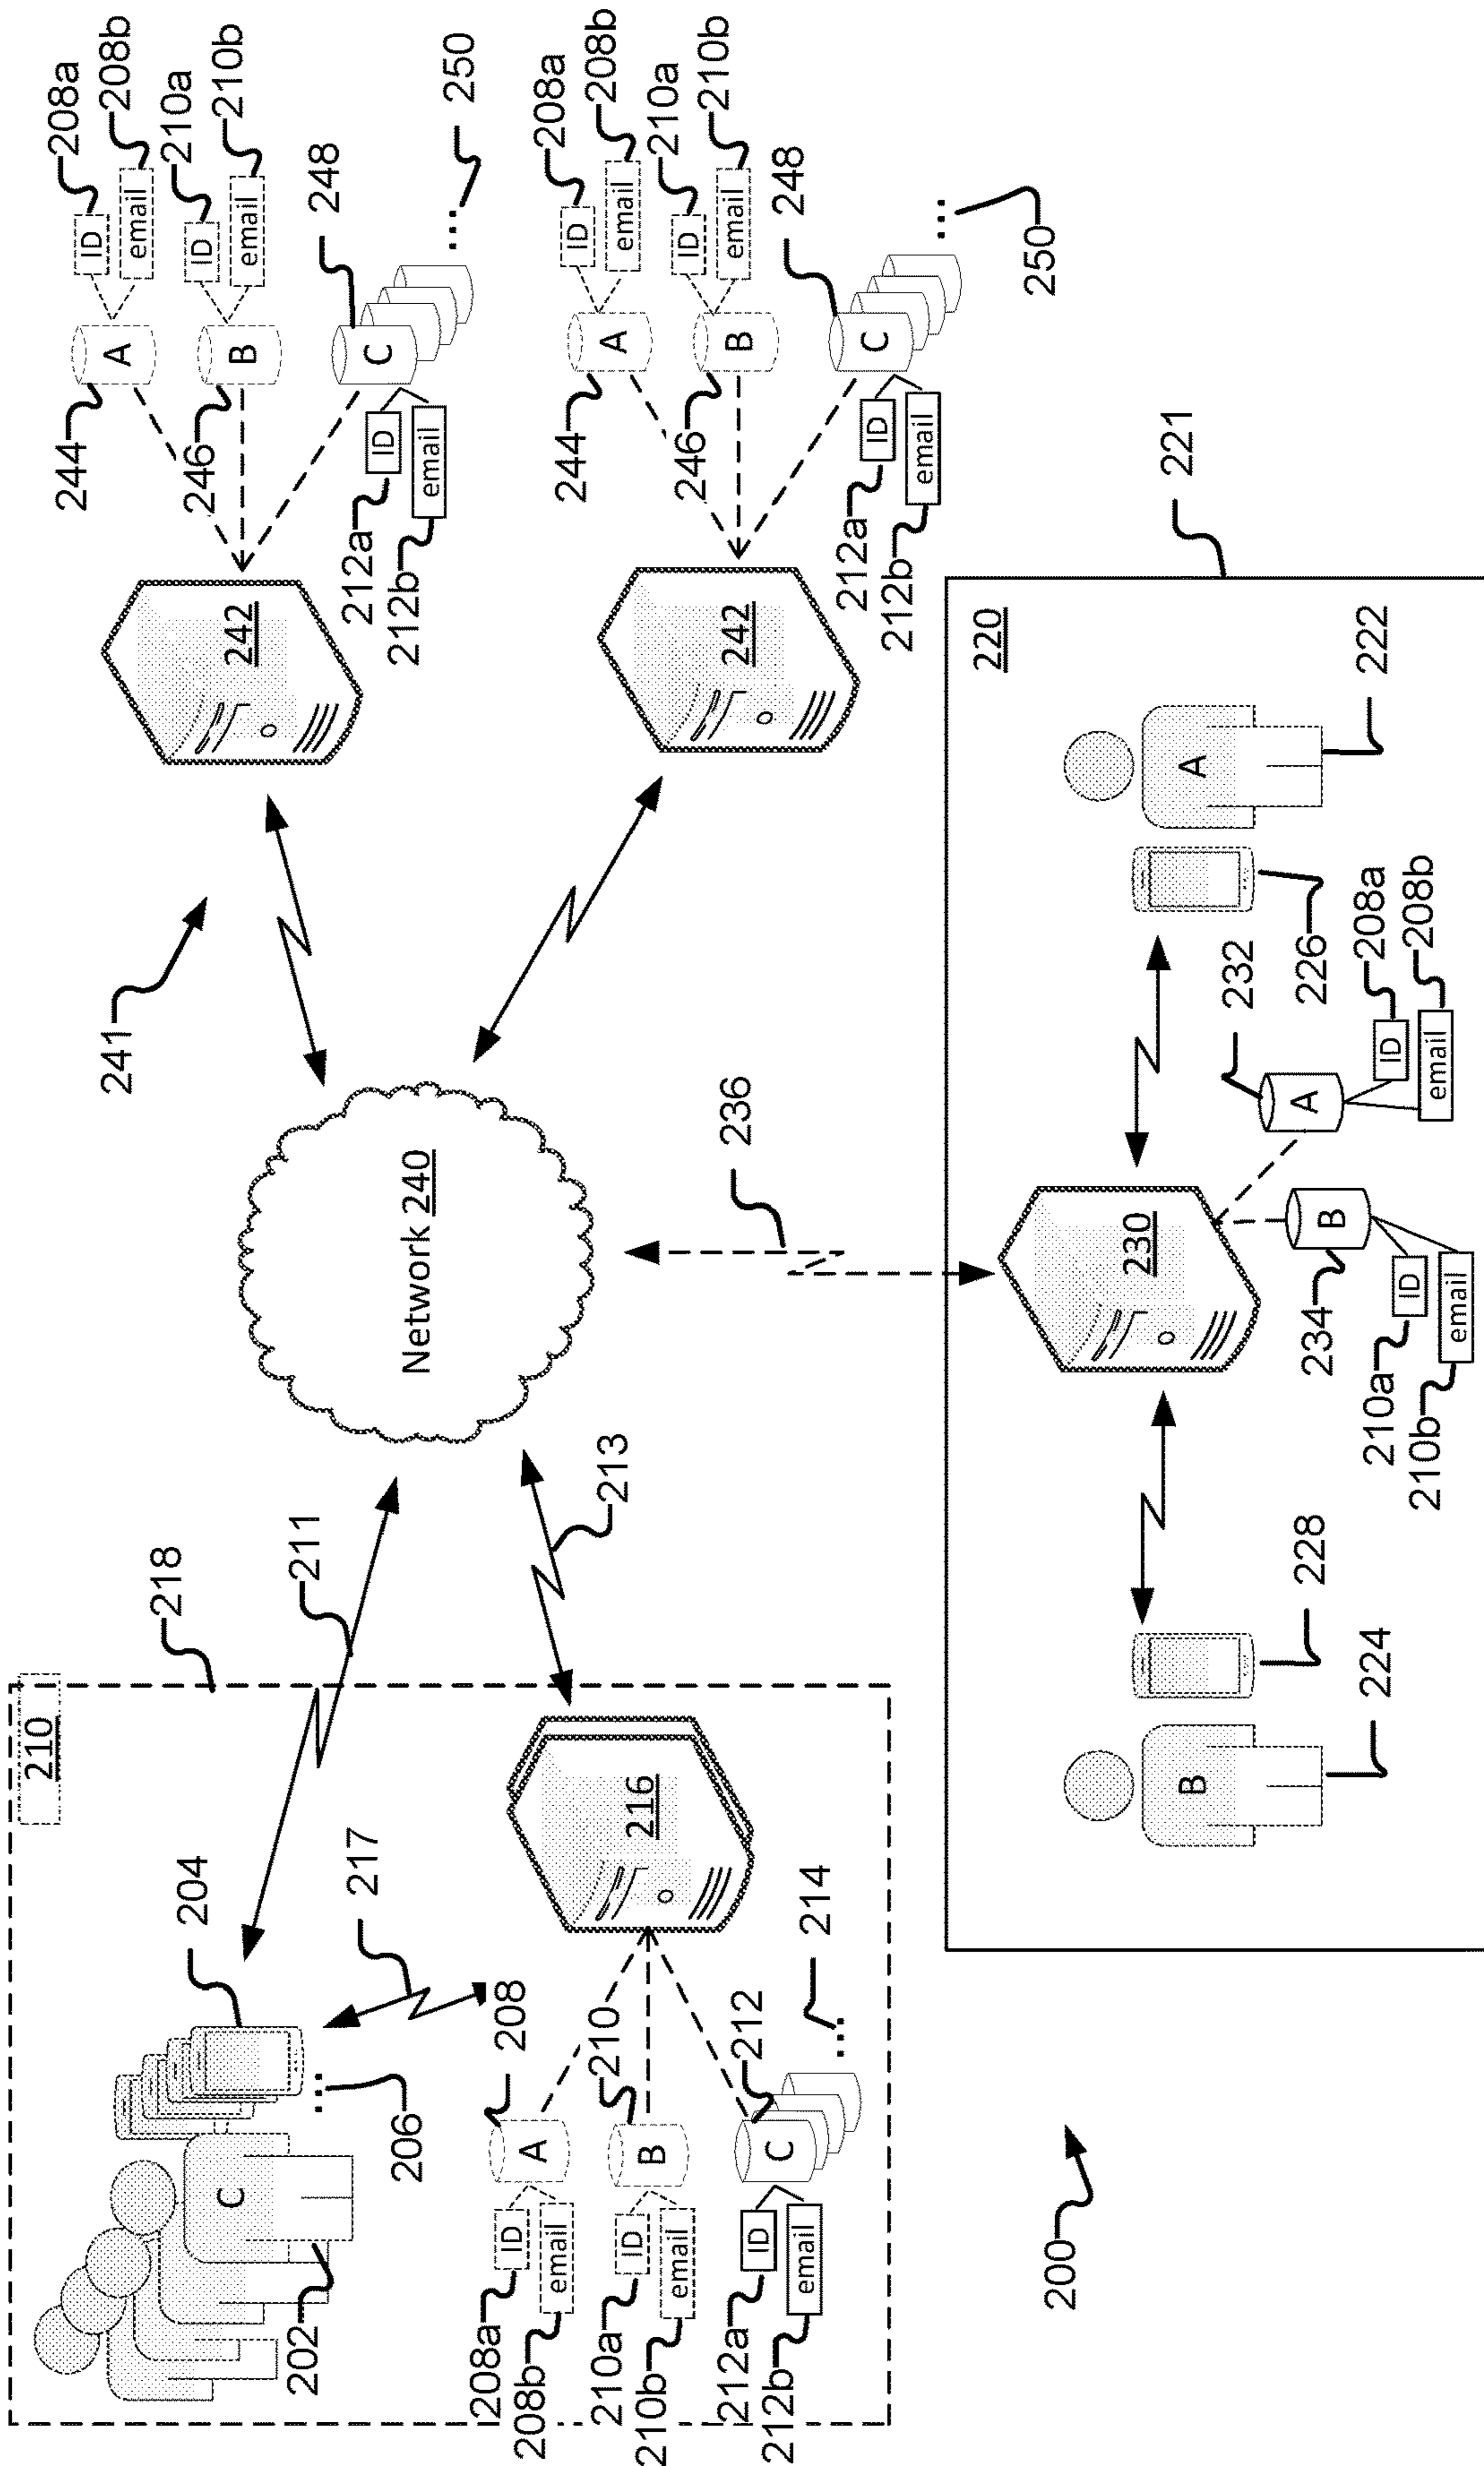 210
218
C
202
204
206
211
217
213
216
208
A
ID
email
208a
208b
210
B
ID
email
210a
210b
212
C
ID
email
212a
212b
...
214
...
Network 240
241
236
242
244
A
ID
email
208a
208b
246
B
ID
email
210a
210b
248
C
ID
email
212a
212b
...
250
242
244
A
ID
email
208a
208b
246
B
ID
email
210a
210b
248
C
ID
email
212a
212b
...
250
220
221
B
224
228
230
234
B
ID
email
210a
210b
232
A
ID
email
208a
208b
226
A
222
200